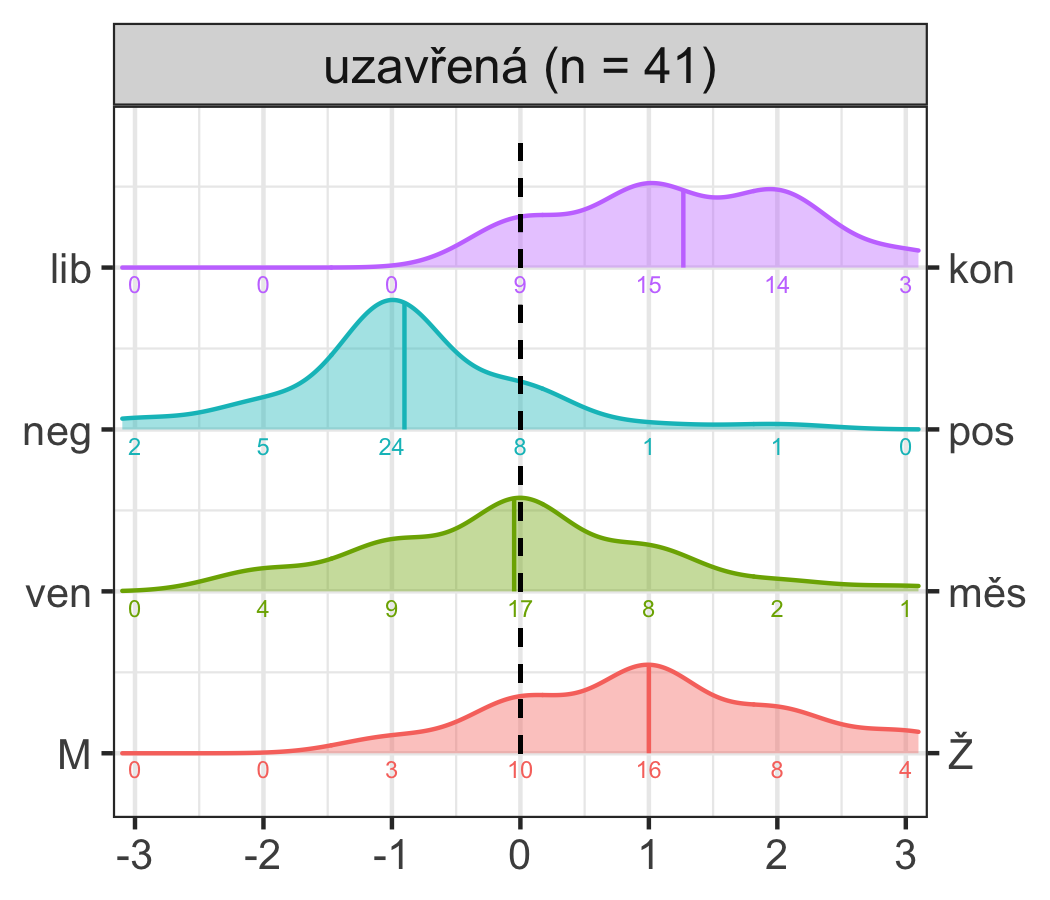 uzavřená (n = 41)
lib kon
0 0 0 9 15 14 3
neg pos
2 5 24 8 1 1 0
ven měs
0 4 9 17 8 2 1
M Ž
0 0 3 10 16 8 4
-3 -2 -1 0 1 2 3